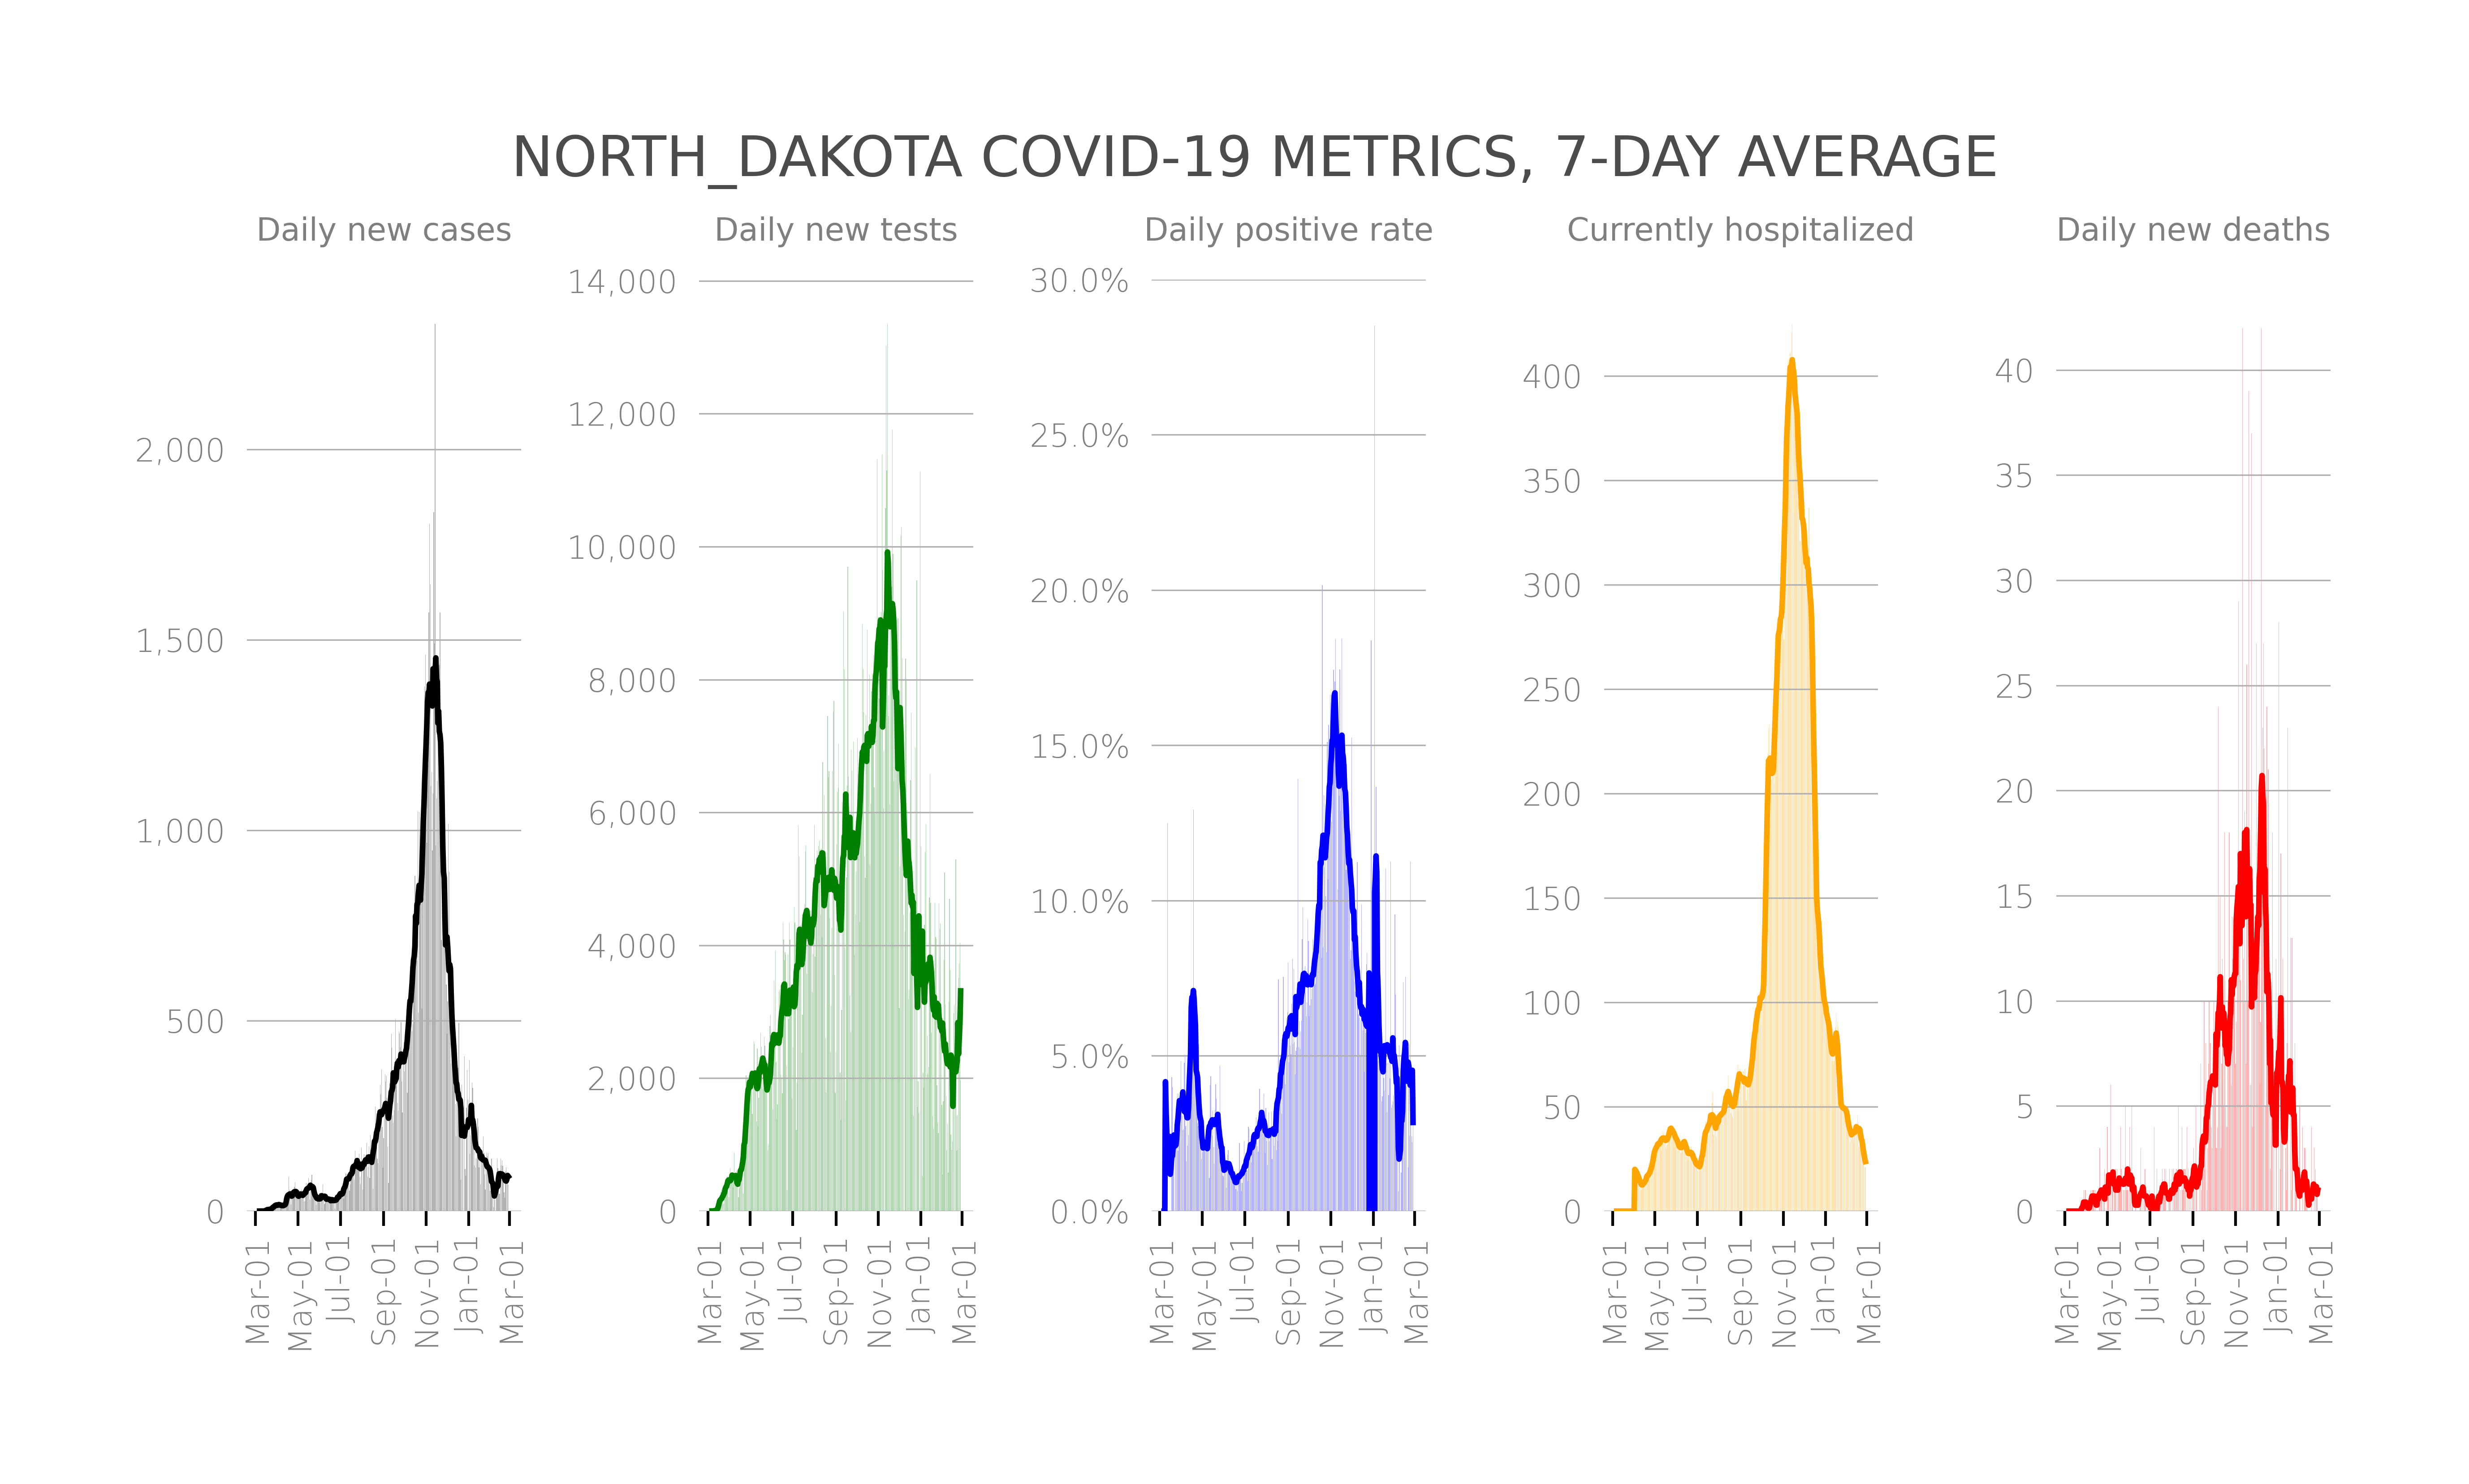 NORTH_DAKOTA COVID-19 METRICS, 7-DAY AVERAGE
Daily new cases
2,000
1,500
1,000
500
0
Mar-01
May-01
Jul-01
Sep-01
Nov-01
Jan-01
Mar-01
Daily new tests
14,000
12,000
10,000
8,000
6,000
4,000
2,000
0
Mar-01
May-01
Jul-01
Sep-01
Nov-01
Jan-01
Mar-01
Daily positive rate
30.0%
25.0%
20.0%
15.0%
10.0%
5.0%
0.0%
Mar-01
May-01
Jul-01
Sep-01
Nov-01
Jan-01
Mar-01
Currently hospitalized
400
350
300
250
200
150
100
50
0
Mar-01
May-01
Jul-01
Sep-01
Nov-01
Jan-01
Mar-01
Daily new deaths
40
35
30
25
20
15
10
5
0
Mar-01
May-01
Jul-01
Sep-01
Nov-01
Jan-01
Mar-01